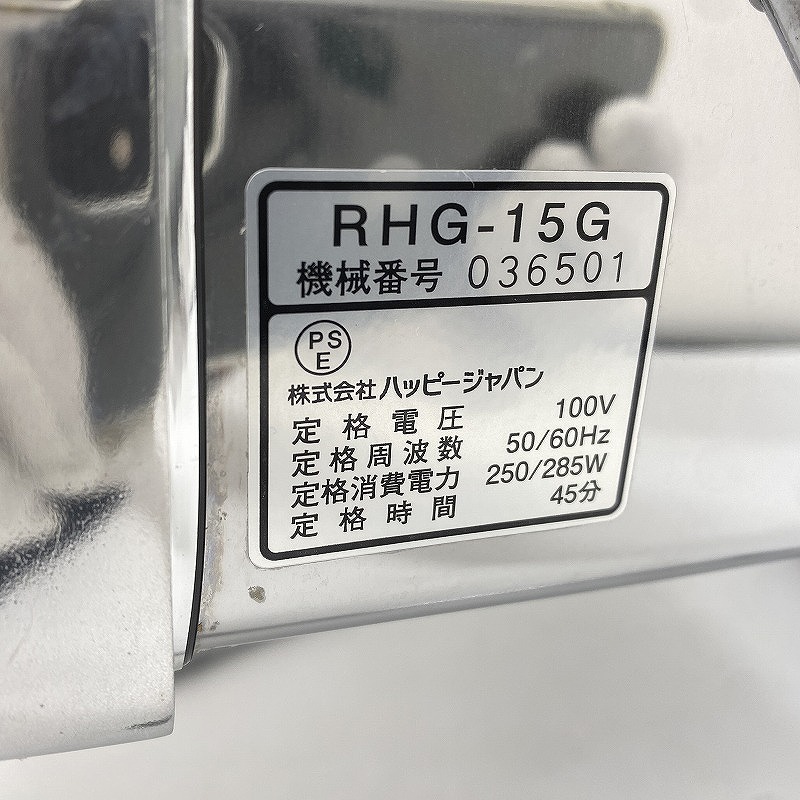 RHG-15G
機械番号 036501
PS
E
株式会社ハッピージャパン
定格電圧 100V
定格周波数 50/60Hz
定格消費電力 250/285W
定格時間 45分